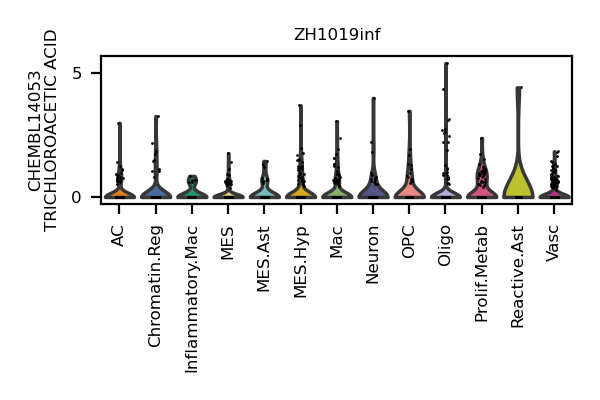 ZH1019inf
CHEMBL14053
TRICHLOROACETIC ACID
5
0
AC
Chromatin.Reg
Inflammatory.Mac
MES
MES.Ast
MES.Hyp
Mac
Neuron
OPC
Oligo
Prolif.Metab
Reactive.Ast
Vasc